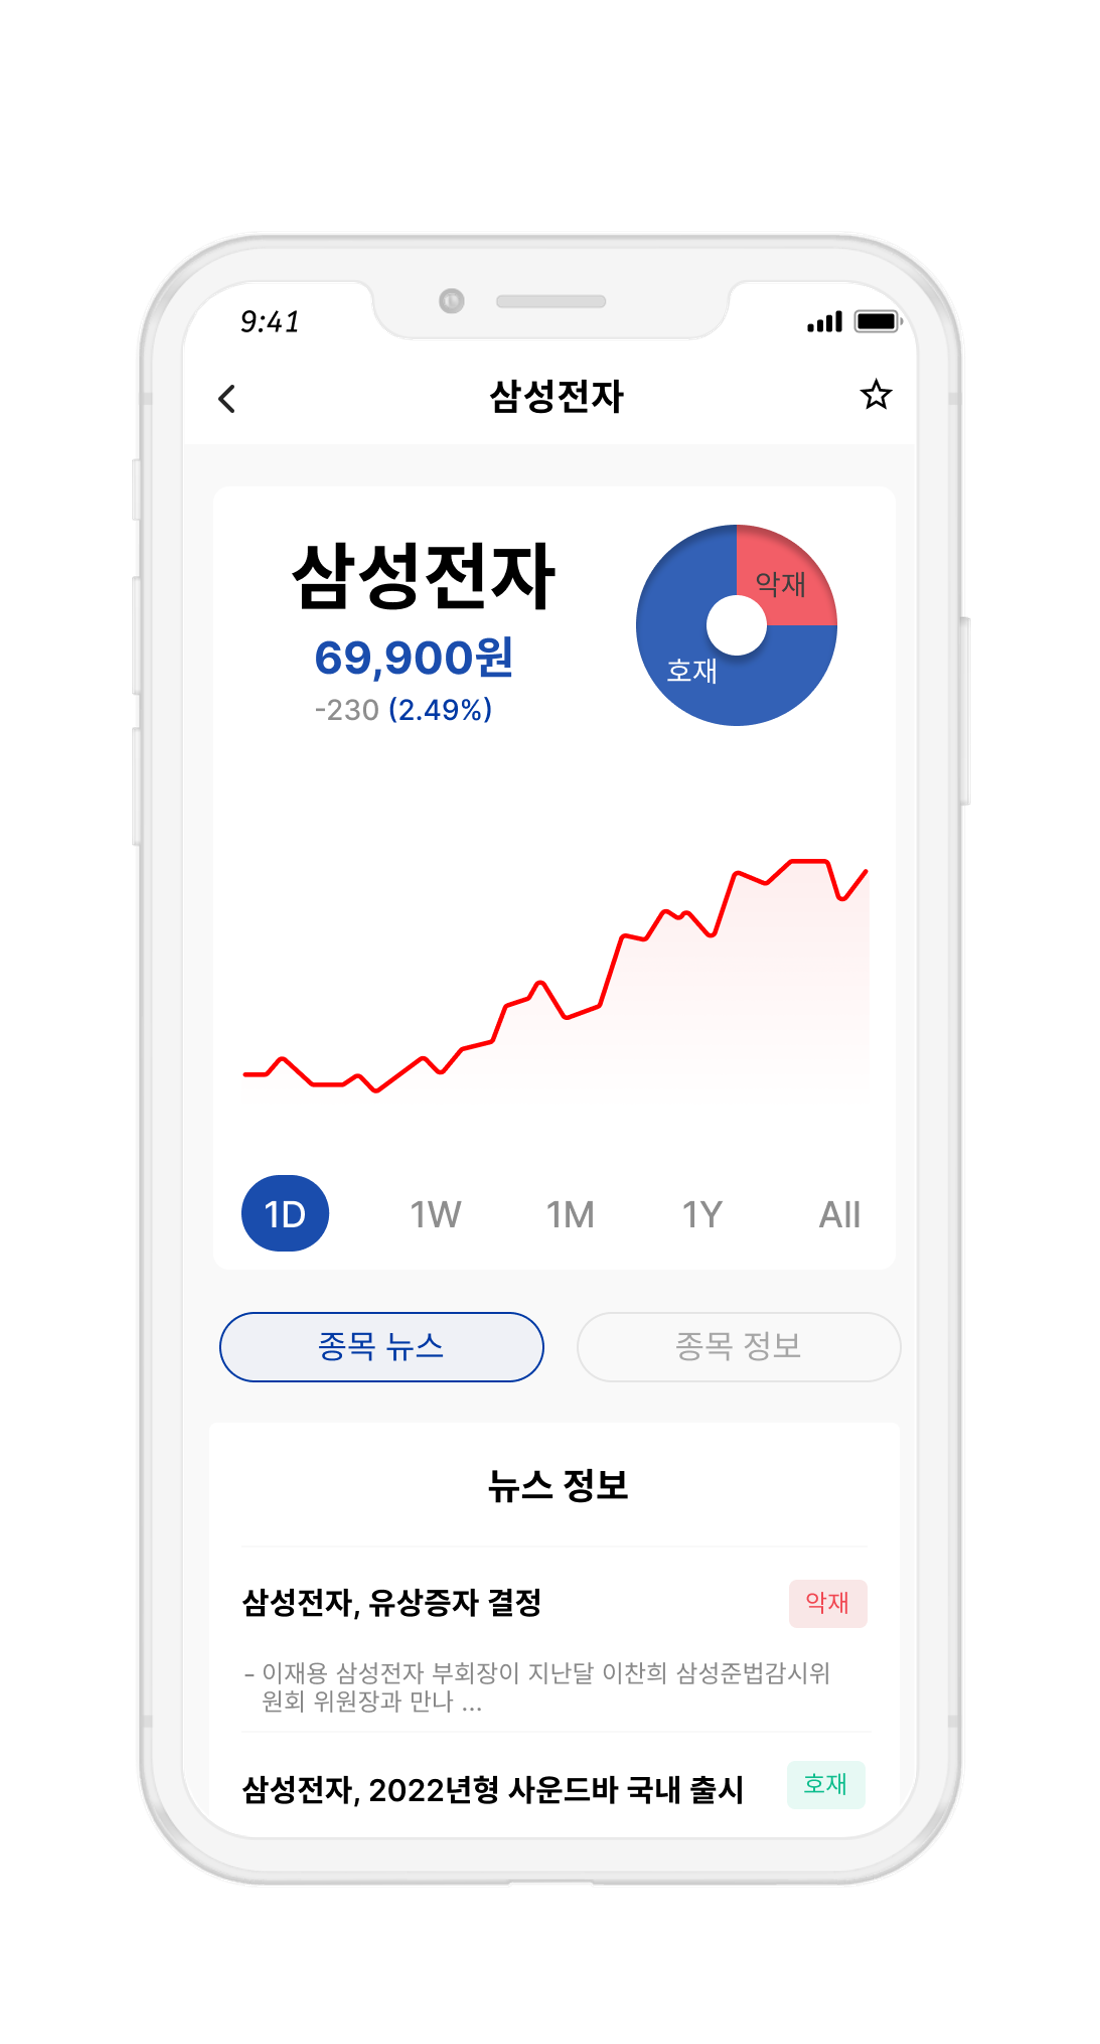 9:41
삼성전자
삼성전자
69,900원
-230 (2.49%)
악재
호재
1D 1W 1M 1Y All
종목 뉴스 종목 정보
뉴스 정보
삼성전자, 유상증자 결정 악재
- 이재용 삼성전자 부회장이 지난달 이찬희 삼성준법감시위
원회 위원장과 만나 ...
삼성전자, 2022년형 사운드바 국내 출시 호재